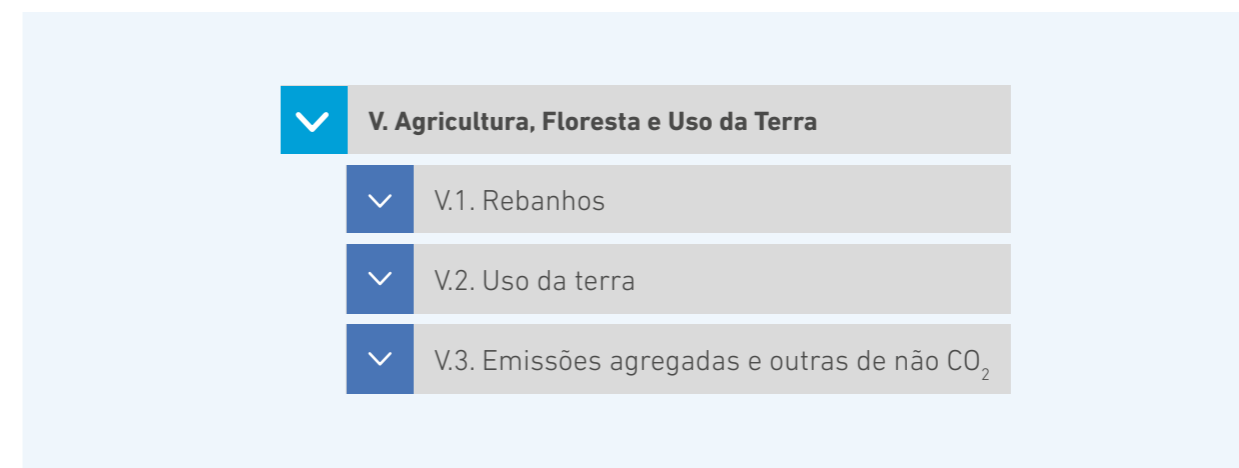 V. Agricultura, Floresta e Uso da Terra
V.1. Rebanhos
V.2. Uso da terra
V.3. Emissões agregadas e outras de não CO₂